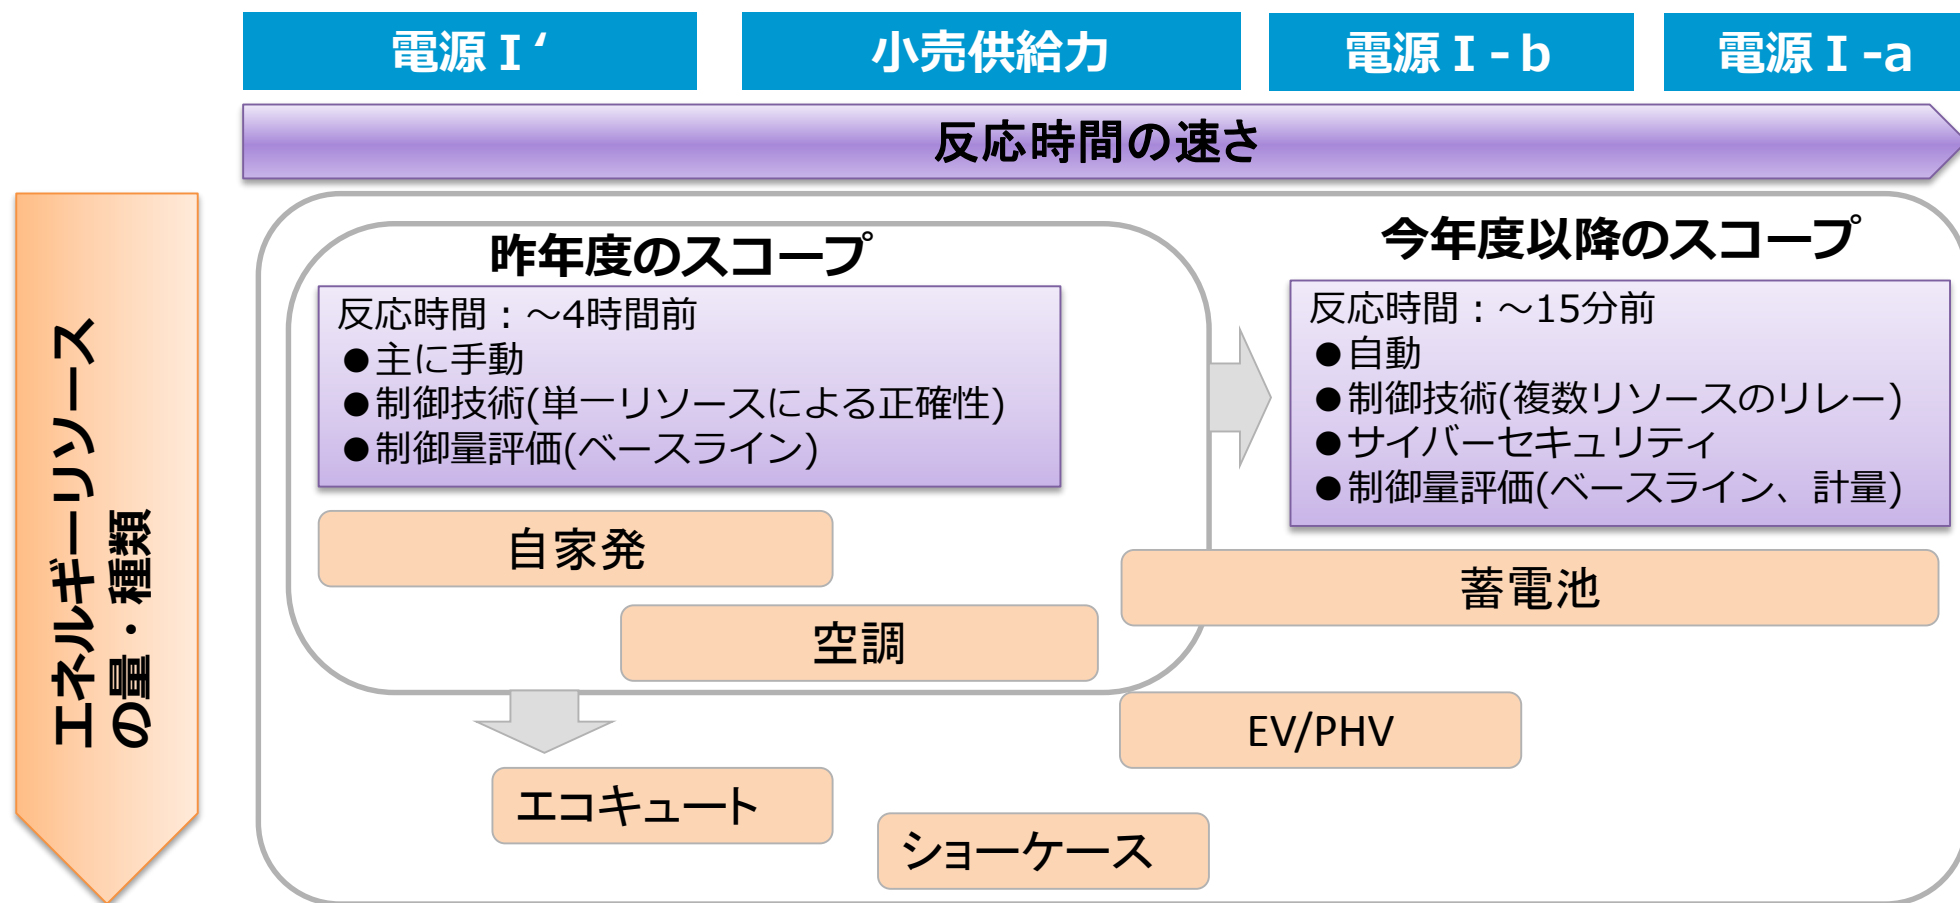 電源Ⅰ‘
小売供給力
電源Ⅰ-b
電源Ⅰ-a
反応時間の速さ
エネルギーリソース
の量・種類
昨年度のスコープ
反応時間：～4時間前
●主に手動
●制御技術(単一リソースによる正確性)
●制御量評価(ベースライン)
今年度以降のスコープ
反応時間：～15分前
●自動
●制御技術(複数リソースのリレー)
●サイバーセキュリティ
●制御量評価(ベースライン、計量)
自家発
蓄電池
空調
EV/PHV
エコキュート
ショーケース